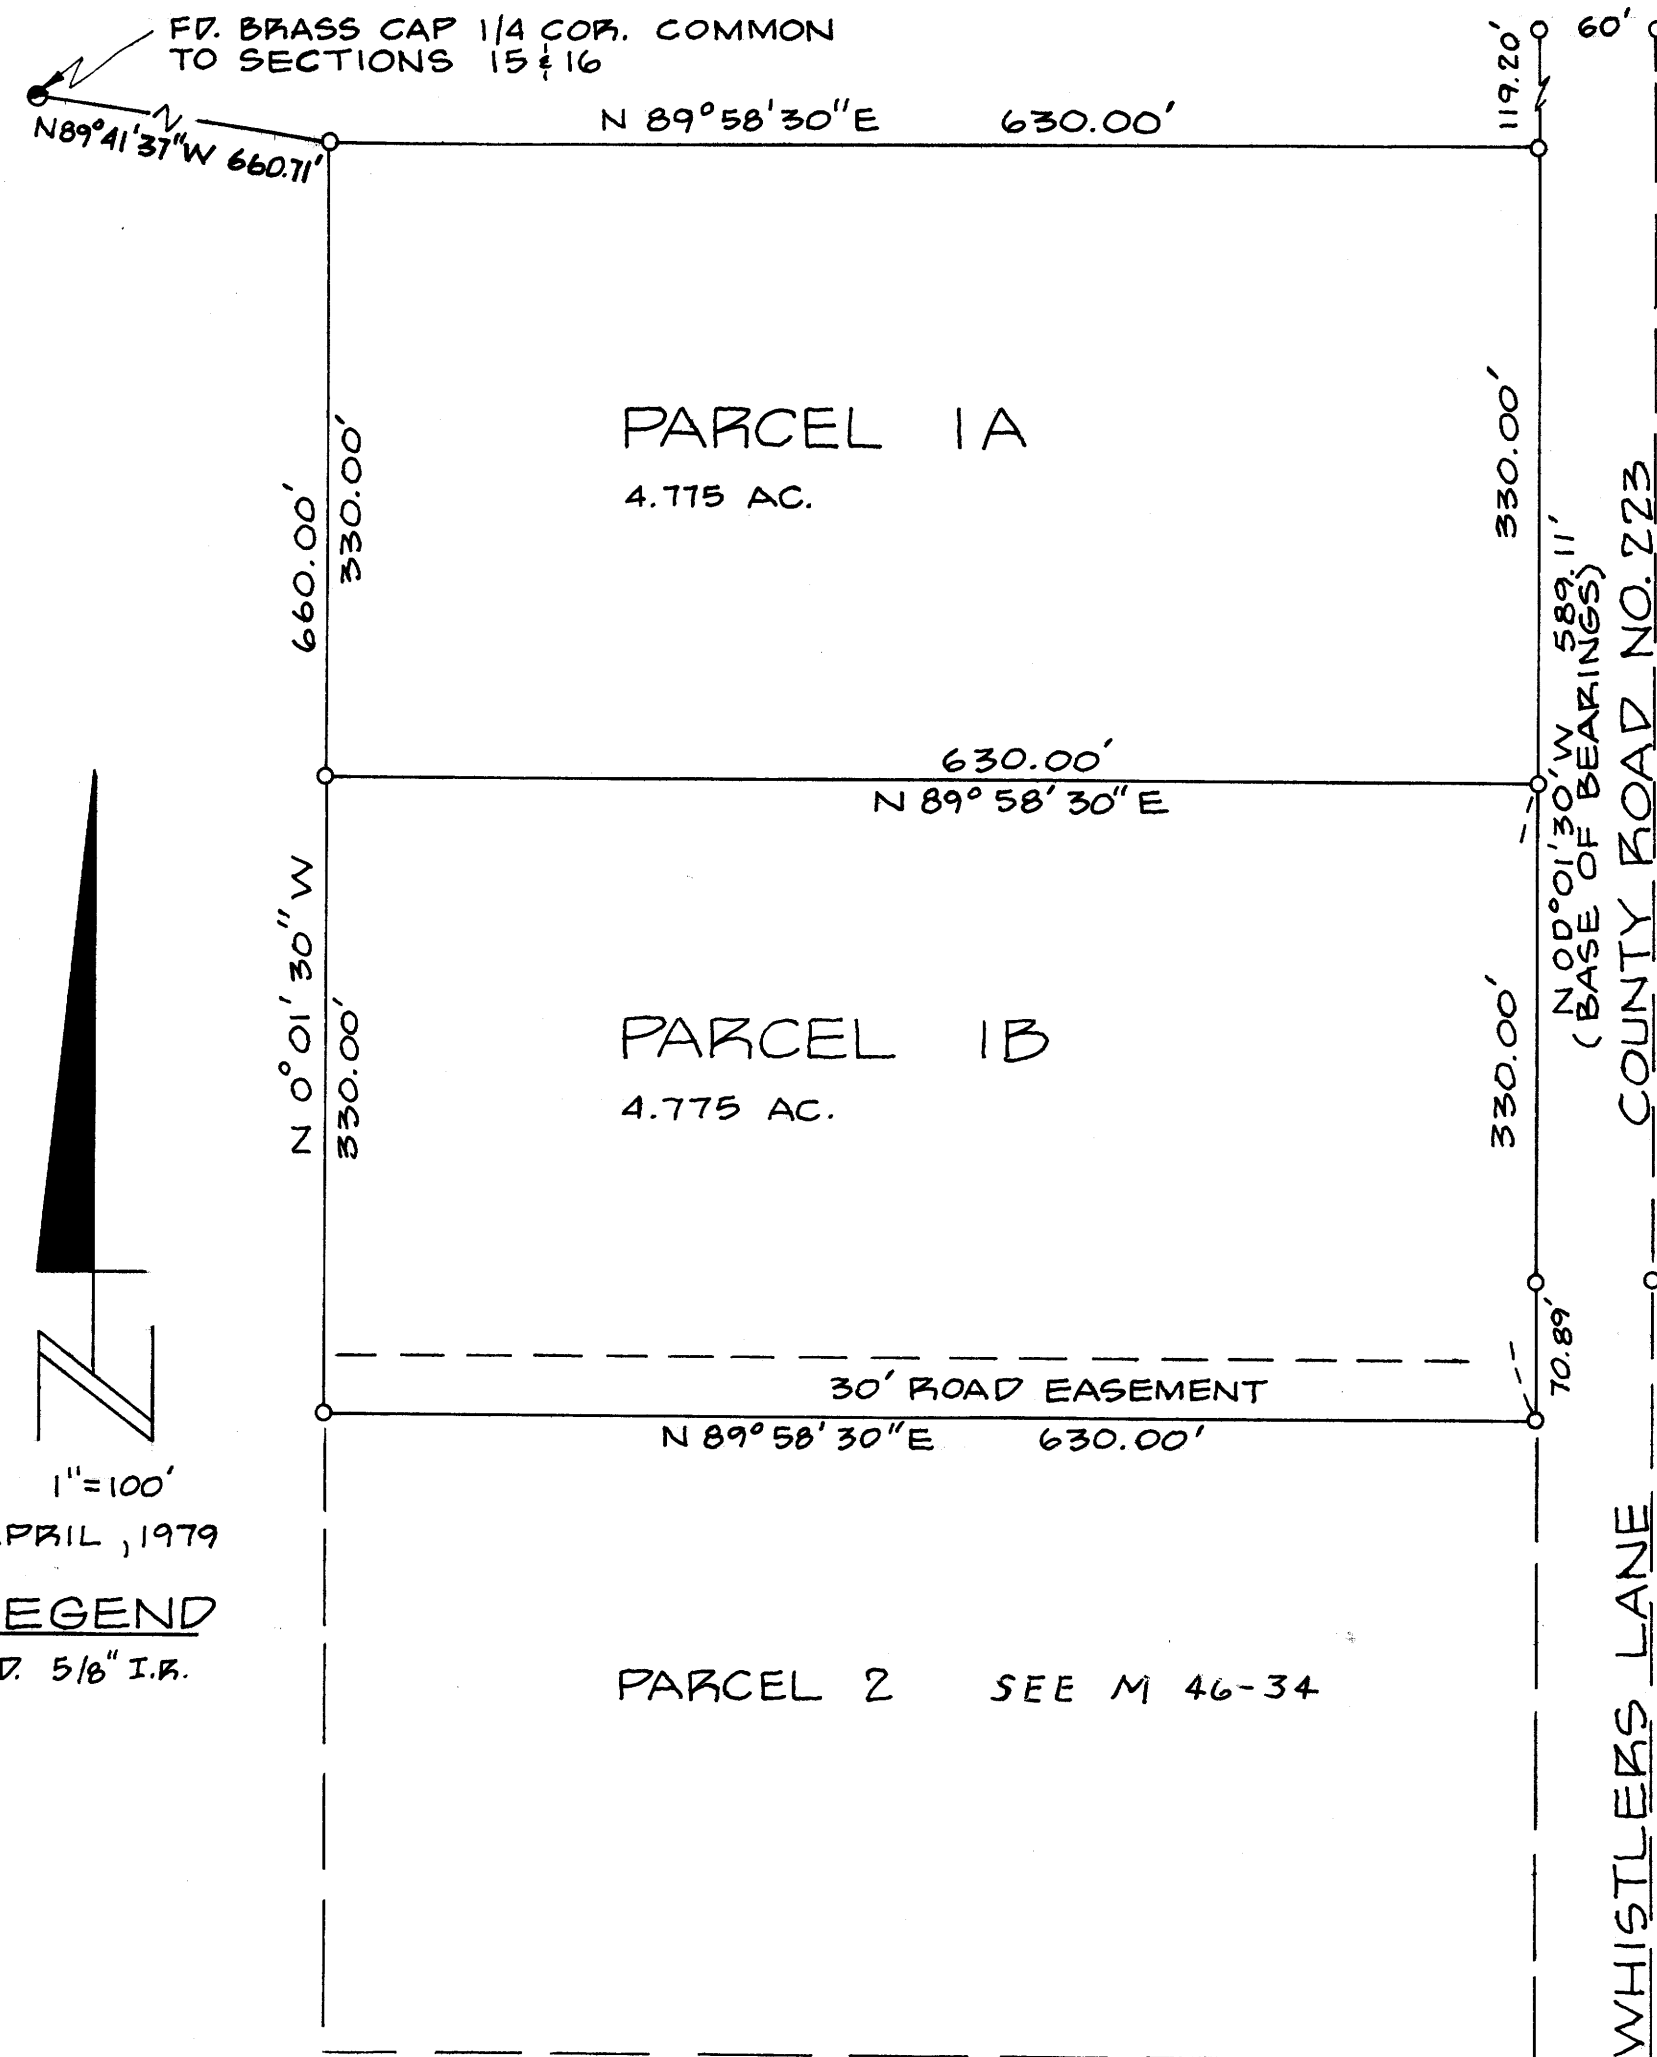 FD. BRASS CAP 1/4 COR. COMMON
TO SECTIONS 15 & 16
N89°41'37"W 660.71'
N 89°58'30"E 630.00'
119.20'
60'
PARCEL 1A
4.775 AC.
660.00'
330.00'
330.00'
N 0°01'30"W 589.11'
(BASE OF BEARINGS)
COUNTY ROAD NO. 223
630.00'
N 89°58'30"E
N 0°01'30"W
330.00'
PARCEL 1B
4.775 AC.
330.00'
70.89'
30' ROAD EASEMENT
N 89°58'30"E 630.00'
N
1"=100'
PRIL, 1979
EGEND
D. 5/8" I.R.
PARCEL 2 SEE M 46-34
WHISTLERS LANE